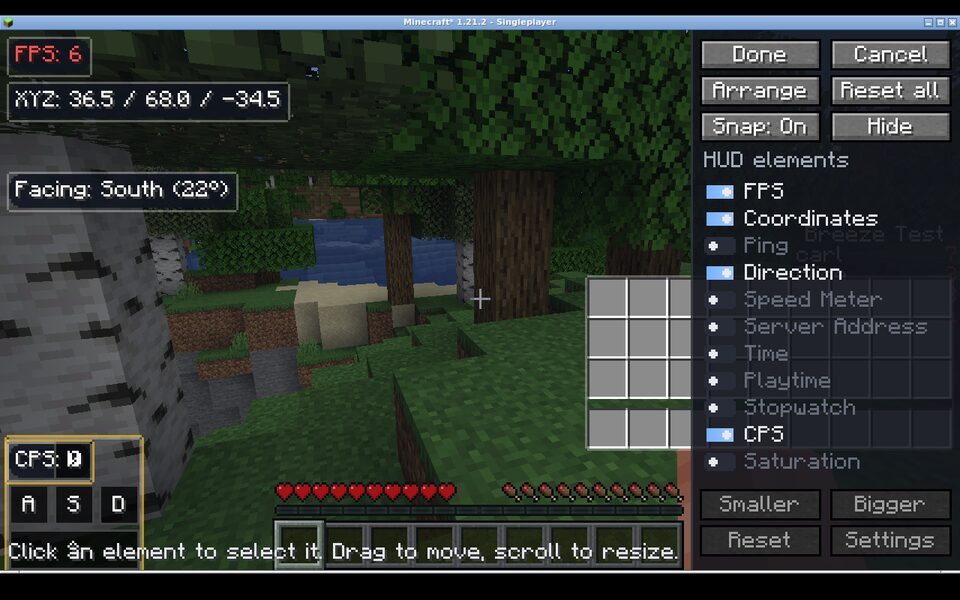 Minecraft* 1.21.2 - Singleplayer
FPS: 6
XYZ: 36.5 / 68.0 / -34.5
Facing: South (22°)
CPS: 0
A S D
Click an element to select it. Drag to move, scroll to resize.
Done Cancel
Arrange Reset all
Snap: On Hide
HUD elements
FPS
Coordinates
Ping
Breeze Test
carl
Direction
Speed Meter
Server Address
Time
Playtime
Stopwatch
CPS
Saturation
Smaller Bigger
Reset Settings